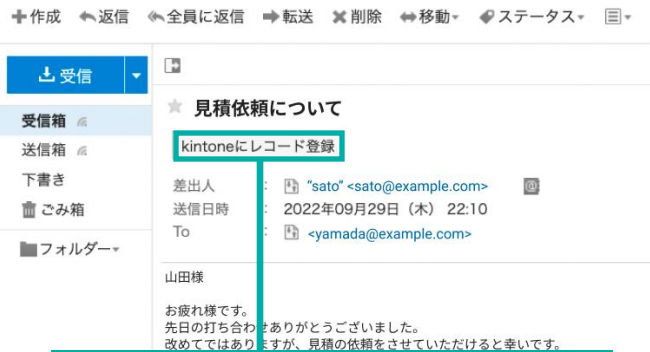 作成 返信 全員に返信 転送 削除 移動 ステータス
受信
見積依頼について
受信箱
kintoneにレコード登録
送信箱
下書き
差出人 : "sato" <sato@example.com>
ごみ箱
送信日時 : 2022年09月29日（木） 22:10
To : <yamada@example.com>
フォルダー
山田様
お疲れ様です。
先日の打ち合わせありがとうございました。
改めてではありますが、見積の依頼をさせていただけると幸いです。